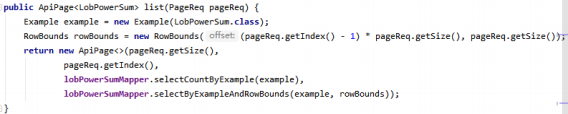 public ApiPage<LobPowerSum> list(PageReq pageReq) {
Example example = new Example(LobPowerSum.class);
RowBounds rowBounds = new RowBounds( offset: (pageReq.getIndex() - 1) * pageReq.getSize(), pageReq.getSize());
return new ApiPage<>(pageReq.getSize(),
pageReq.getIndex(),
lobPowerSumMapper.selectCountByExample(example),
lobPowerSumMapper.selectByExampleAndRowBounds(example, rowBounds));
}